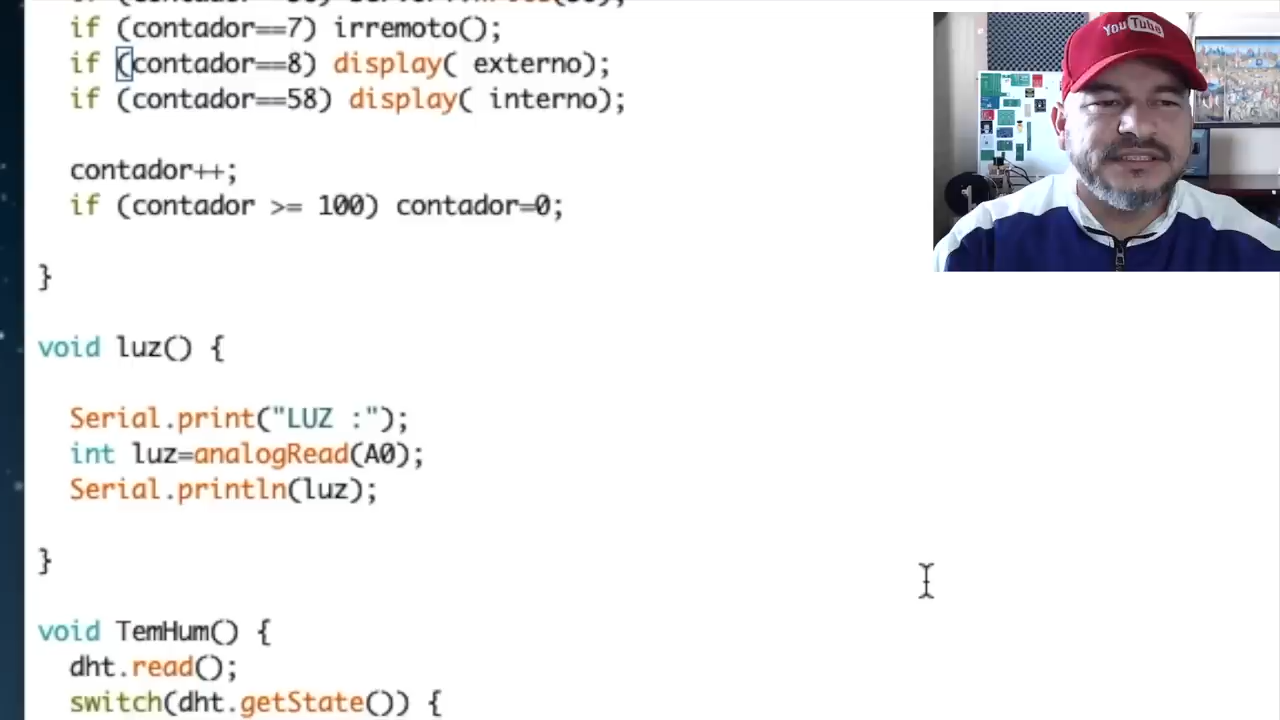 if (contador==7) irremoto();
if (contador==8) display( externo);
if (contador==58) display( interno);
contador++;
if (contador >= 100) contador=0;
}
void luz() {
Serial.print("LUZ :");
int luz=analogRead(A0);
Serial.println(luz);
}
void TemHum() {
dht.read();
switch(dht.getState()) {
YouTube